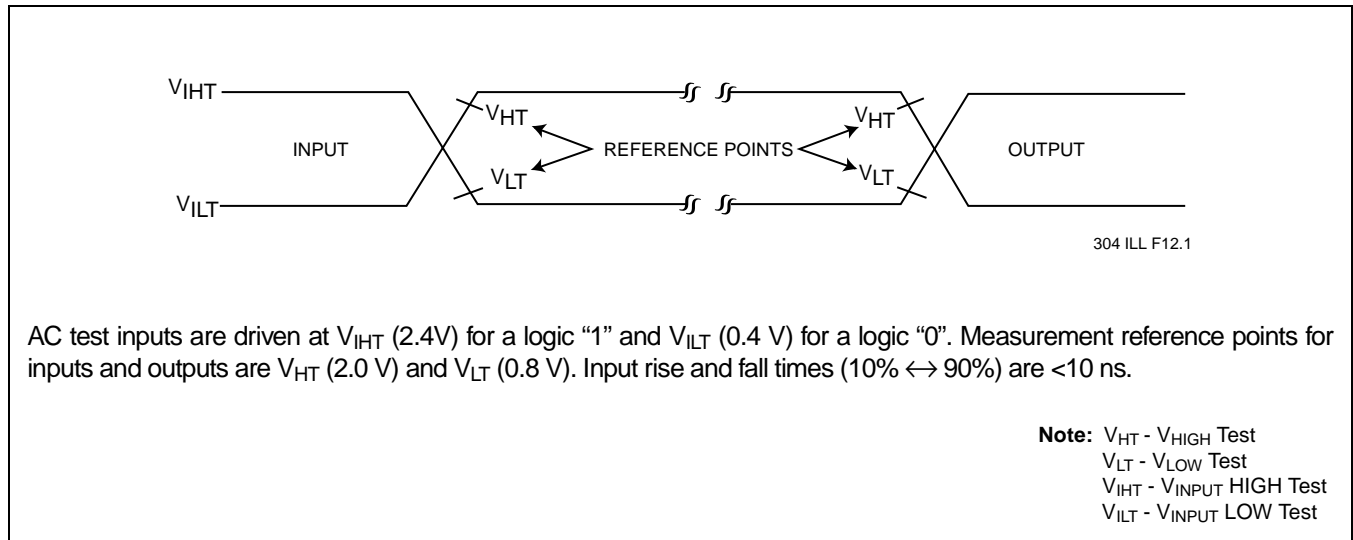 VIHT
VHT
VHT
INPUT
REFERENCE POINTS
OUTPUT
VLT
VLT
VILT
304 ILL F12.1
AC test inputs are driven at VIHT (2.4V) for a logic “1” and VILT (0.4 V) for a logic “0”. Measurement reference points for
inputs and outputs are VHT (2.0 V) and VLT (0.8 V). Input rise and fall times (10% ↔ 90%) are <10 ns.
Note: VHT - VHIGH Test
VLT - VLOW Test
VIHT - VINPUT HIGH Test
VILT - VINPUT LOW Test